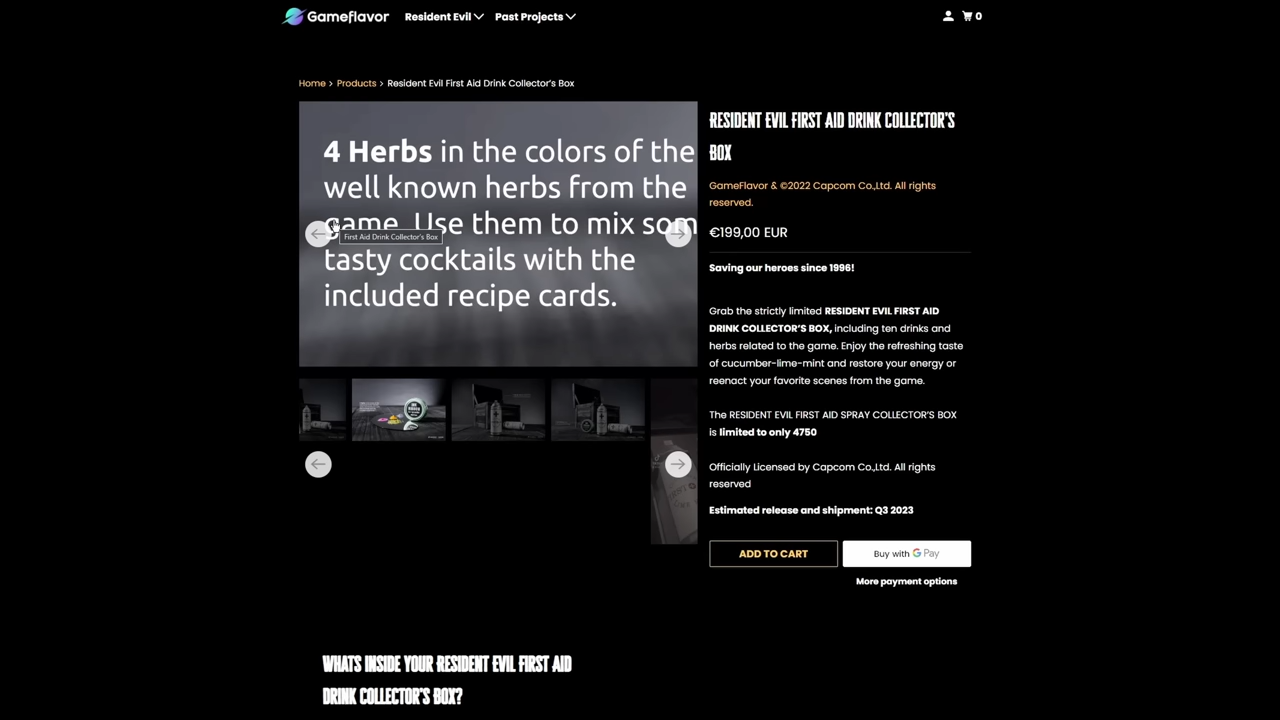 Gameflavor
Resident Evil
Past Projects
0
Home > Products > Resident Evil First Aid Drink Collector's Box
4 Herbs in the colors of the
well known herbs from the
game. Use them to mix som
tasty cocktails with the
included recipe cards.
First Aid Drink Collector's Box
RESIDENT EVIL FIRST AID DRINK COLLECTOR'S
BOX
GameFlavor & ©2022 Capcom Co.,Ltd. All rights
reserved.
€199,00 EUR
Saving our heroes since 1996!
Grab the strictly limited RESIDENT EVIL FIRST AID
DRINK COLLECTOR'S BOX, including ten drinks and
herbs related to the game. Enjoy the refreshing taste
of cucumber-lime-mint and restore your energy or
reenact your favorite scenes from the game.
The RESIDENT EVIL FIRST AID SPRAY COLLECTOR'S BOX
is limited to only 4750
Officially Licensed by Capcom Co.,Ltd. All rights
reserved
Estimated release and shipment: Q3 2023
ADD TO CART
Buy with G Pay
More payment options
WHATS INSIDE YOUR RESIDENT EVIL FIRST AID
DRINK COLLECTOR'S BOX?